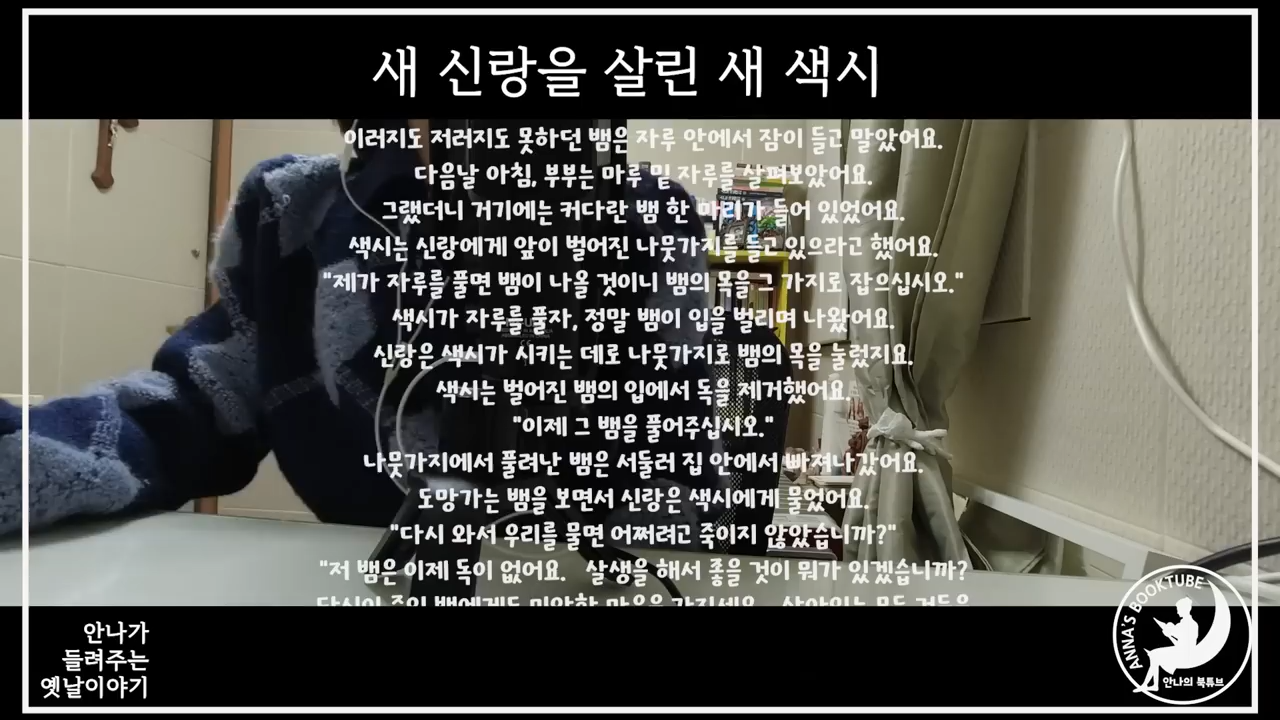 새 신랑을 살린 새 색시
이러지도 저러지도 못하던 뱀은 자루 안에서 잠이 들고 말았어요.
다음날 아침, 부부는 마루 밑 자루를 살펴보았어요.
그랬더니 거기에는 커다란 뱀 한 마리가 들어 있었어요.
색시는 신랑에게 앞이 벌어진 나뭇가지를 들고 있으라고 했어요.
"제가 자루를 풀면 뱀이 나올 것이니 뱀의 목을 그 가지로 잡으십시오."
색시가 자루를 풀자, 정말 뱀이 입을 벌리며 나왔어요.
신랑은 색시가 시키는 데로 나뭇가지로 뱀의 목을 눌렀지요.
색시는 벌어진 뱀의 입에서 독을 제거했어요.
"이제 그 뱀을 풀어주십시오."
나뭇가지에서 풀려난 뱀은 서둘러 집 안에서 빠져나갔어요.
도망가는 뱀을 보면서 신랑은 색시에게 물었어요.
"다시 와서 우리를 물면 어쩌려고 죽이지 않았습니까?"
"저 뱀은 이제 독이 없어요. 살생을 해서 좋을 것이 뭐가 있겠습니까?
안나가
들려주는
옛날이야기
ANNA'S BOOKTUBE
안나의 북튜브